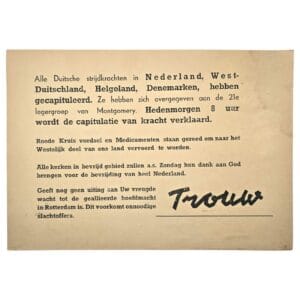 Alle Duitsche strijdkrachten in Nederland, West-
Duitschland, Helgoland, Denemarken, hebben
gecapituleerd. Ze hebben zich overgegeven aan de 21e
legergroep van Montgomery. Hedenmorgen 8 uur
wordt de capitulatie van kracht verklaard.
Roode Kruis voedsel en Medicamenten staan gereed om naar het
Westelijk deel van ons land vervoerd te worden.
Alle kerken in bevrijd gebied zullen a.s. Zondag hun dank aan God
brengen voor de bevrijding van heel Nederland.
Geeft nog geen uiting aan Uw vreugde
wacht tot de geallieerde hoofdmacht
in Rotterdam is. Dit voorkomt onnoodige
slachtoffers.
Trouw